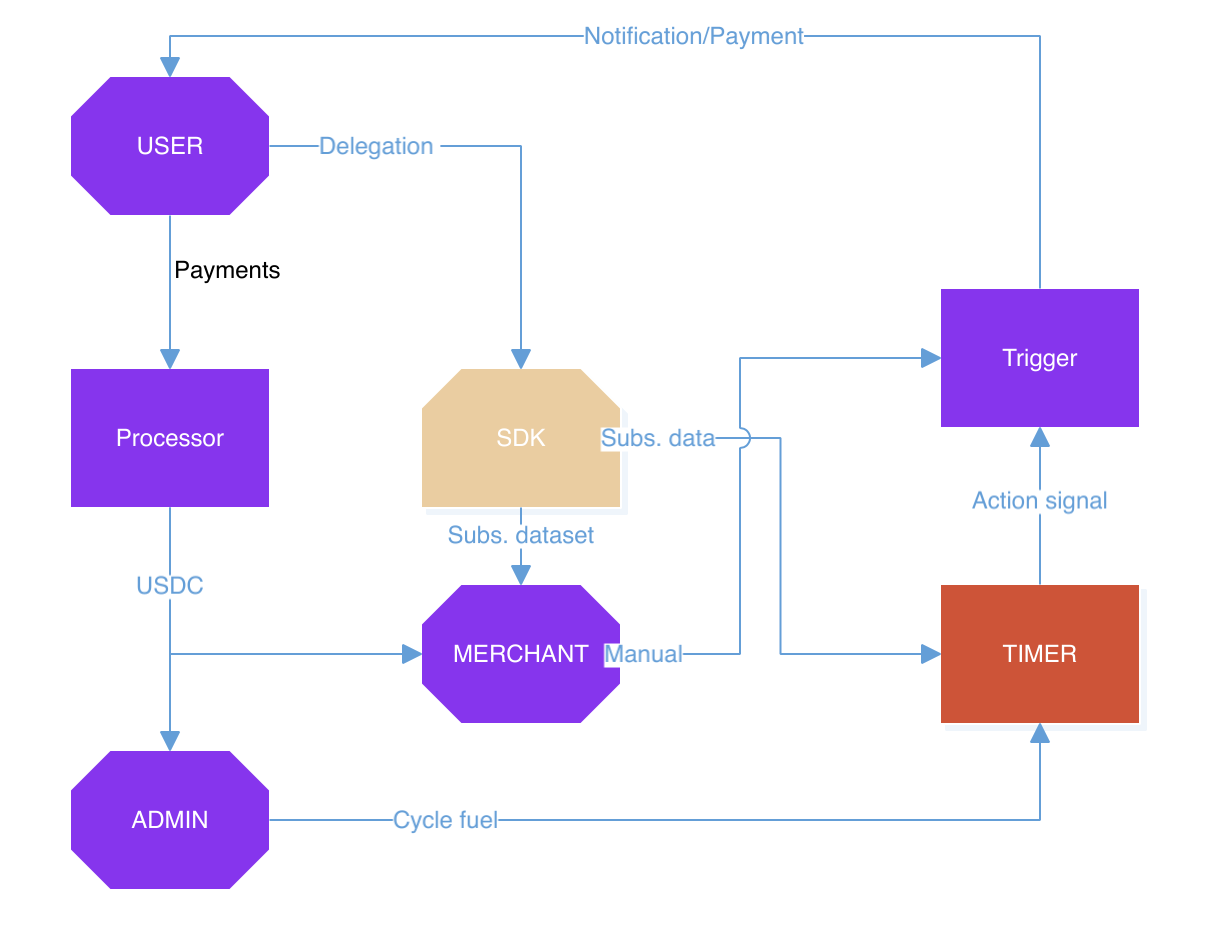 Notification/Payment
USER
Delegation
Payments
Trigger
Processor
SDK
Subs. data
Action signal
Subs. dataset
USDC
MERCHANT
Manual
TIMER
ADMIN
Cycle fuel